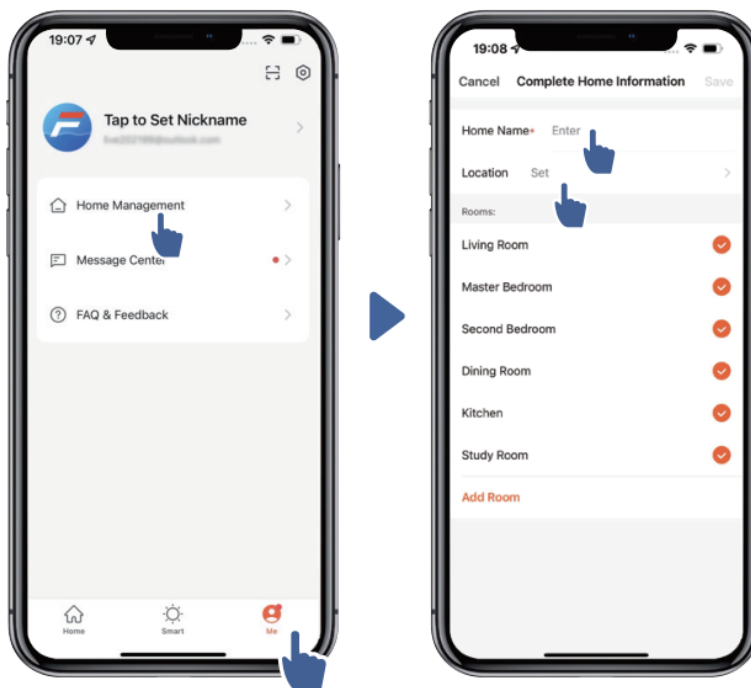 19:07
Tap to Set Nickname
Home Management
Message Center
FAQ & Feedback
Home
Smart
Me
19:08
Cancel
Complete Home Information
Save
Home Name* Enter
Location Set
Rooms:
Living Room
Master Bedroom
Second Bedroom
Dining Room
Kitchen
Study Room
Add Room